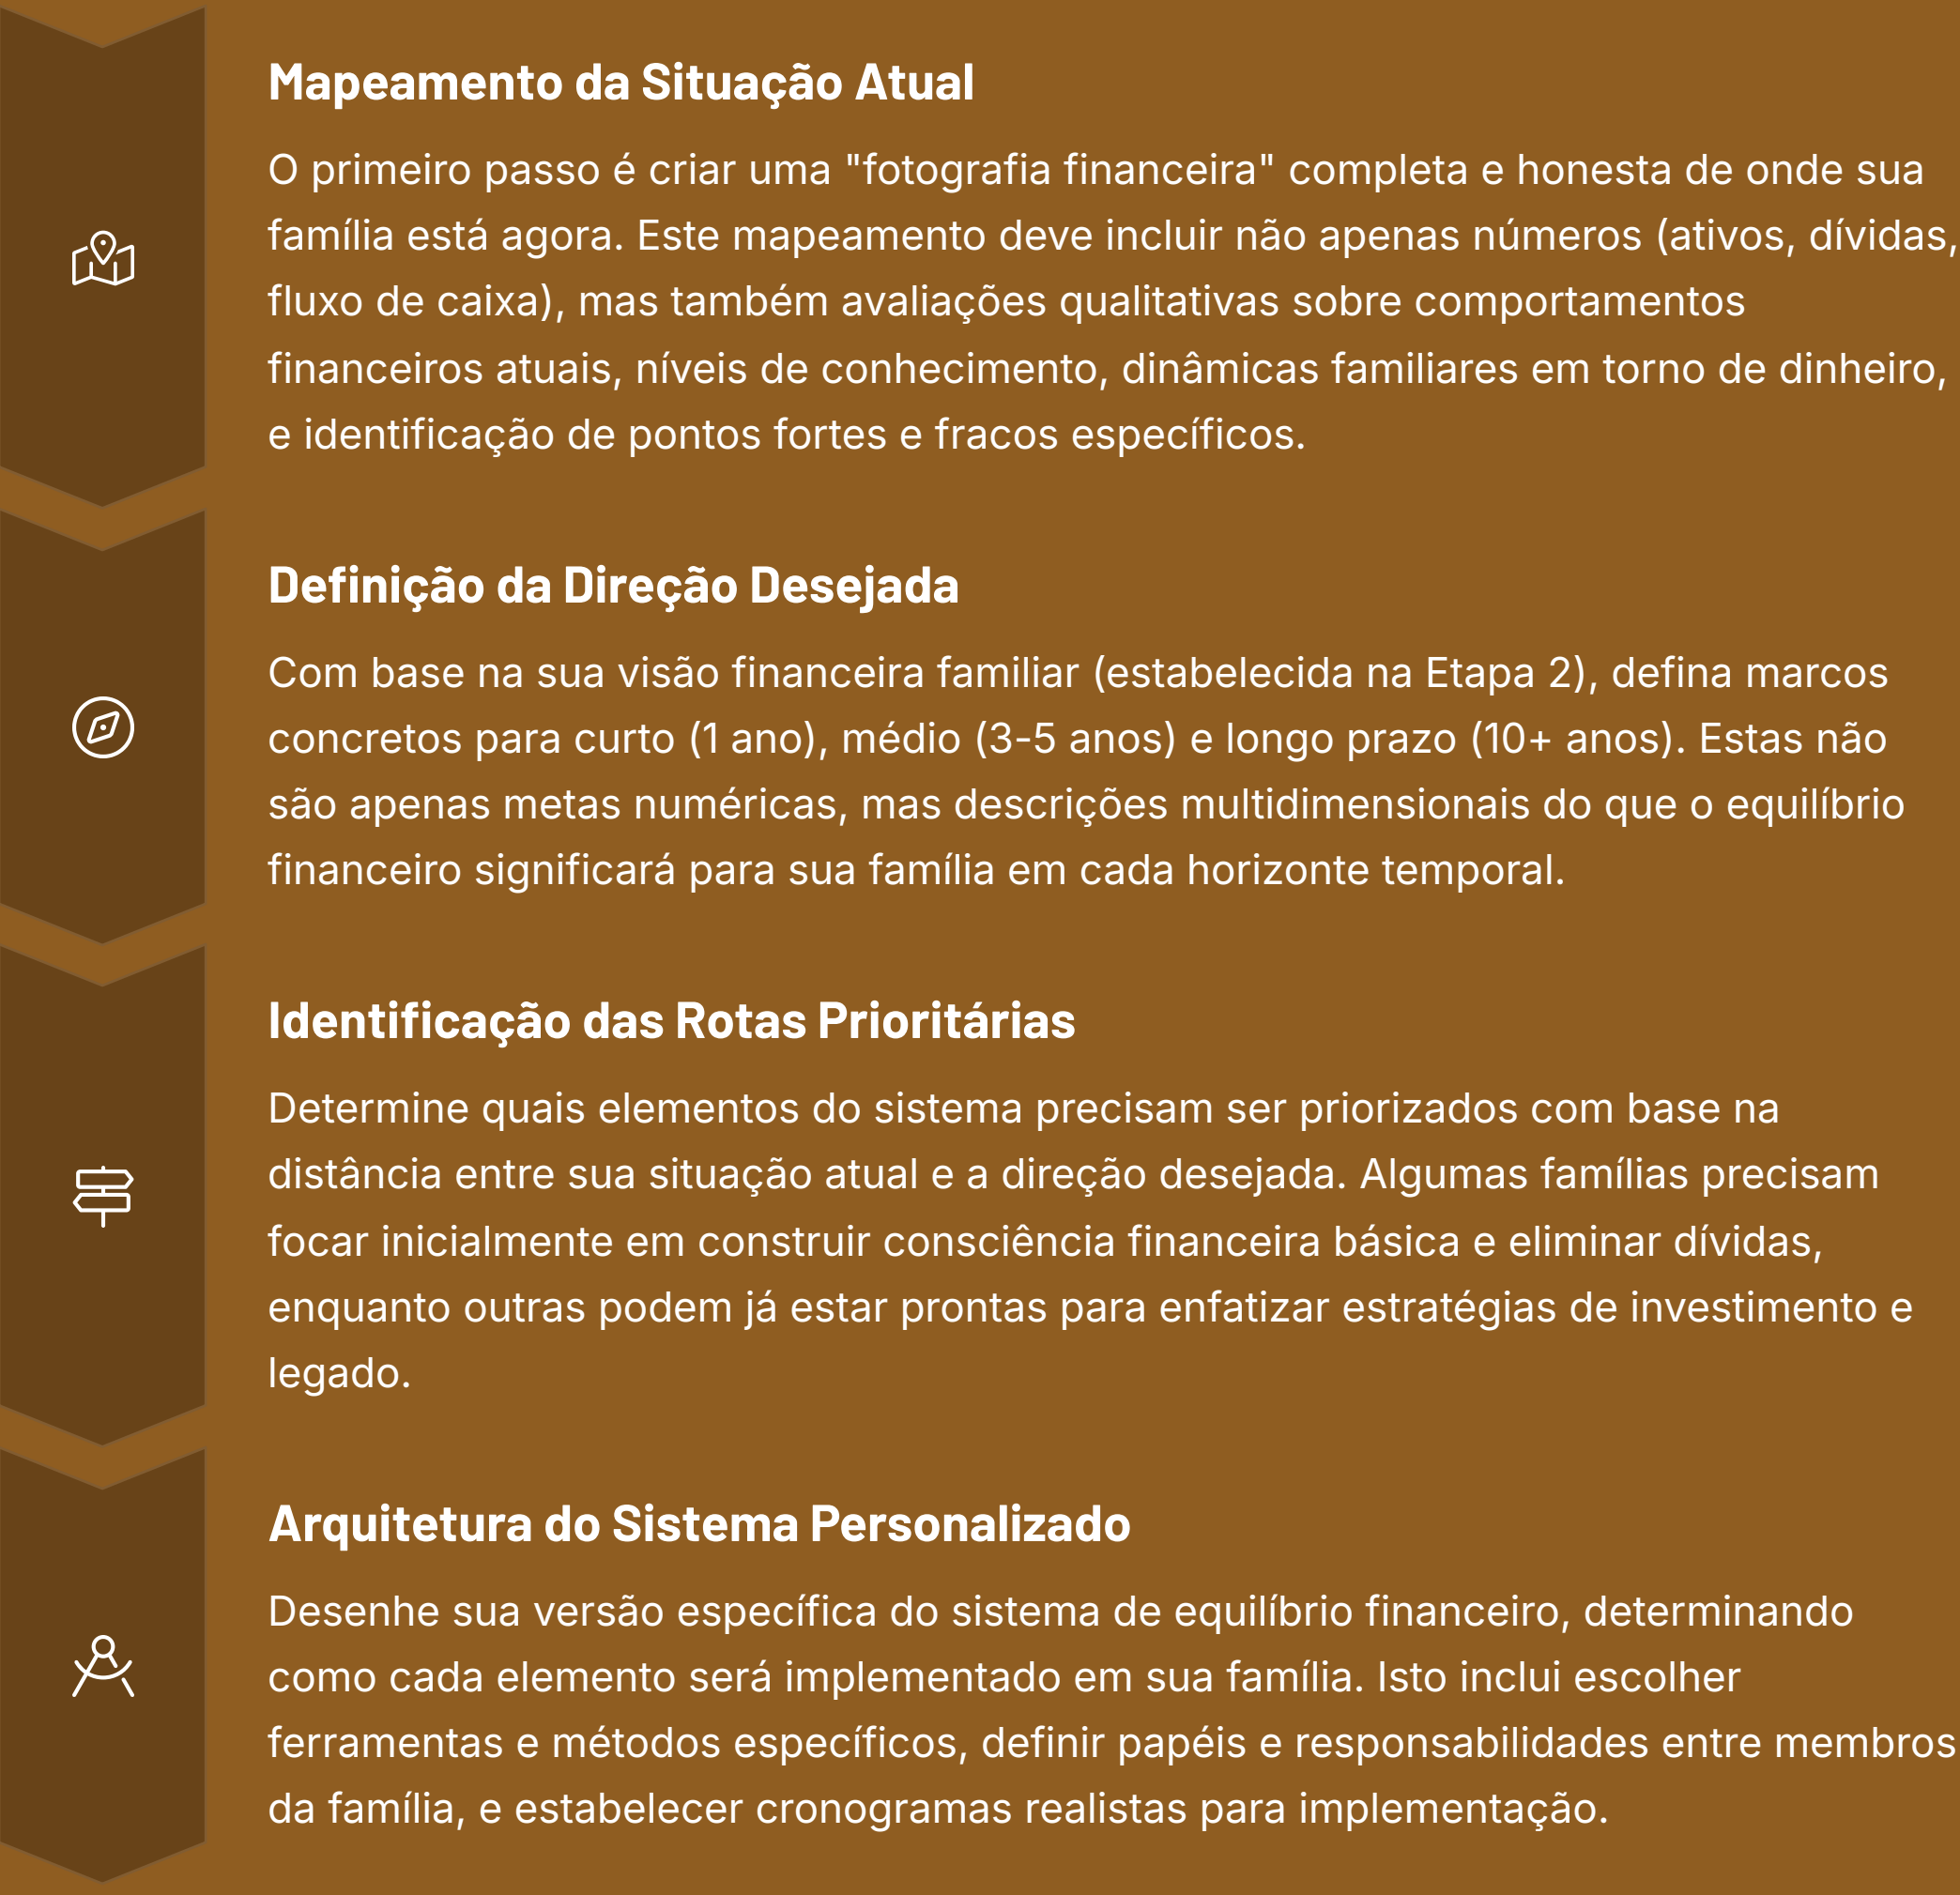 Mapeamento da Situação Atual
O primeiro passo é criar uma "fotografia financeira" completa e honesta de onde sua
família está agora. Este mapeamento deve incluir não apenas números (ativos, dívidas,
fluxo de caixa), mas também avaliações qualitativas sobre comportamentos
financeiros atuais, níveis de conhecimento, dinâmicas familiares em torno de dinheiro,
e identificação de pontos fortes e fracos específicos.
Definição da Direção Desejada
Com base na sua visão financeira familiar (estabelecida na Etapa 2), defina marcos
concretos para curto (1 ano), médio (3-5 anos) e longo prazo (10+ anos). Estas não
são apenas metas numéricas, mas descrições multidimensionais do que o equilíbrio
financeiro significará para sua família em cada horizonte temporal.
Identificação das Rotas Prioritárias
Determine quais elementos do sistema precisam ser priorizados com base na
distância entre sua situação atual e a direção desejada. Algumas famílias precisam
focar inicialmente em construir consciência financeira básica e eliminar dívidas,
enquanto outras podem já estar prontas para enfatizar estratégias de investimento e
legado.
Arquitetura do Sistema Personalizado
Desenhe sua versão específica do sistema de equilíbrio financeiro, determinando
como cada elemento será implementado em sua família. Isto inclui escolher
ferramentas e métodos específicos, definir papéis e responsabilidades entre membros
da família, e estabelecer cronogramas realistas para implementação.